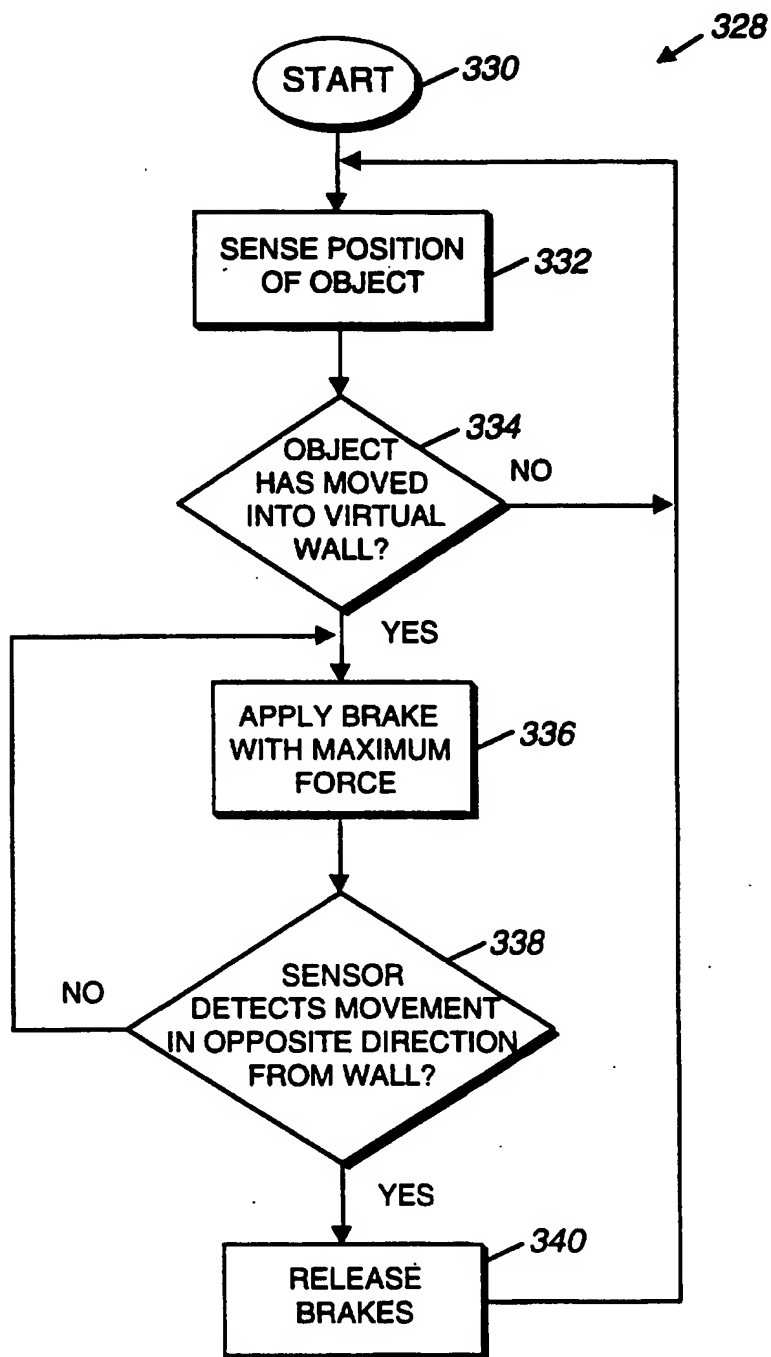 328
START
330
SENSE POSITION
OF OBJECT
332
OBJECT
HAS MOVED
INTO VIRTUAL
WALL?
334
NO
YES
APPLY BRAKE
WITH MAXIMUM
FORCE
336
SENSOR
DETECTS MOVEMENT
IN OPPOSITE DIRECTION
FROM WALL?
338
NO
YES
RELEASE
BRAKES
340